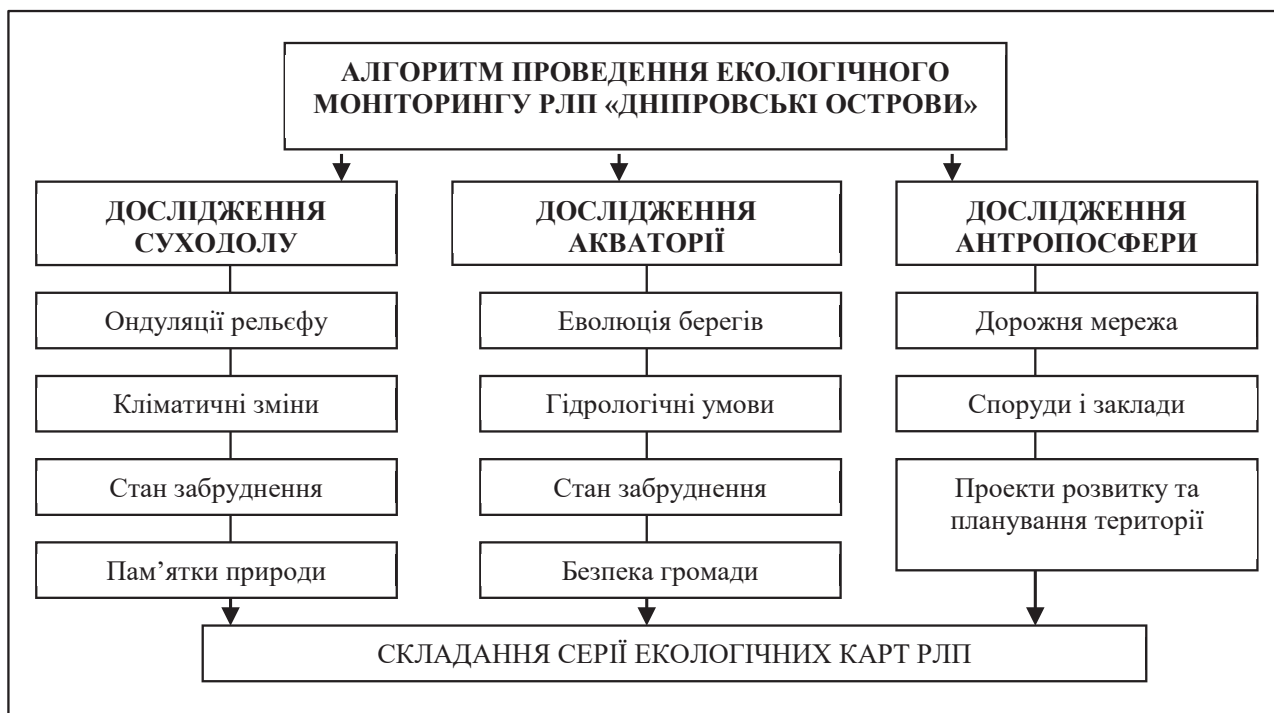 АЛГОРИТМ ПРОВЕДЕННЯ ЕКОЛОГІЧНОГО
МОНІТОРИНГУ РЛП «ДНІПРОВСЬКІ ОСТРОВИ»
ДОСЛІДЖЕННЯ
СУХОДОЛУ
Ондуляції рельєфу
Кліматичні зміни
Стан забруднення
Пам’ятки природи
ДОСЛІДЖЕННЯ
АКВАТОРІЇ
Еволюція берегів
Гідрологічні умови
Стан забруднення
Безпека громади
ДОСЛІДЖЕННЯ
АНТРОПОСФЕРИ
Дорожня мережа
Споруди і заклади
Проекти розвитку та
планування території
СКЛАДАННЯ СЕРІЇ ЕКОЛОГІЧНИХ КАРТ РЛП